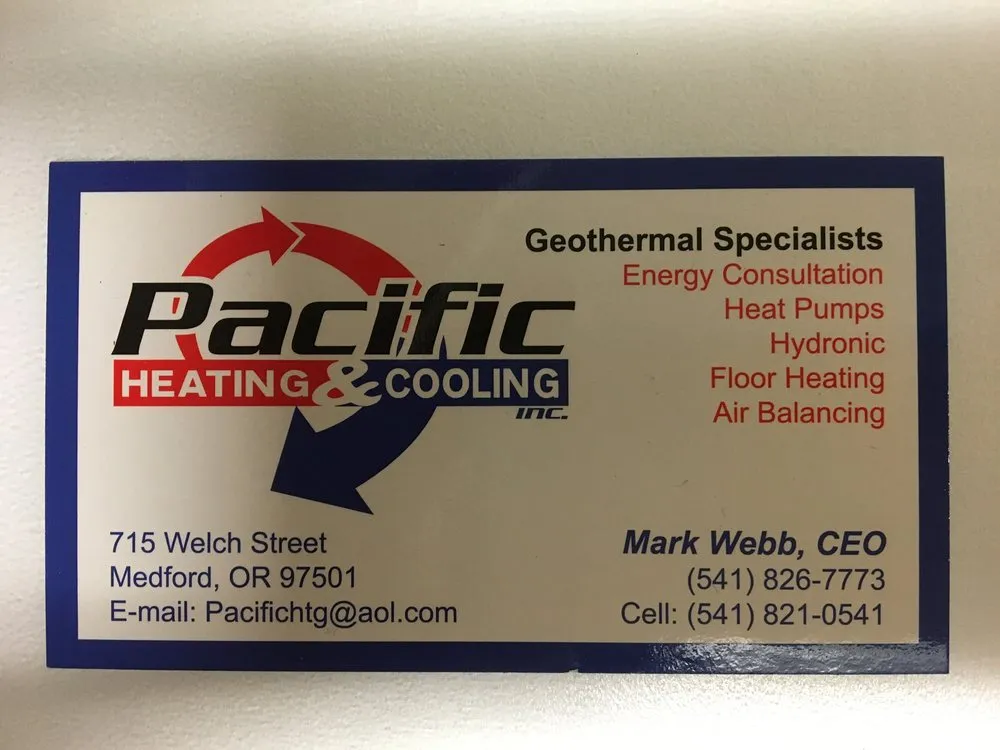 Pacific
HEATING & COOLING
INC.
Geothermal Specialists
Energy Consultation
Heat Pumps
Hydronic
Floor Heating
Air Balancing
715 Welch Street
Medford, OR 97501
E-mail: Pacifichtg@aol.com
Mark Webb, CEO
(541) 826-7773
Cell: (541) 821-0541